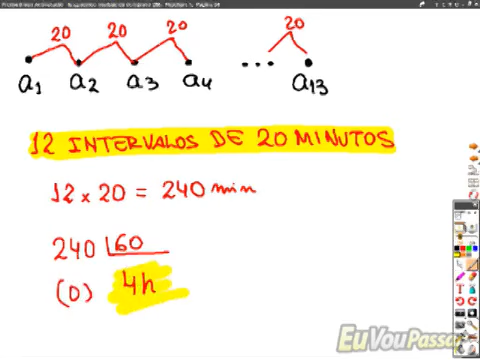 20 20 20 20
a1 a2 a3 a4 ... a13
12 INTERVALOS DE 20 MINUTOS
12 x 20 = 240 min
240 60
(0) 4h
EuVouPassar